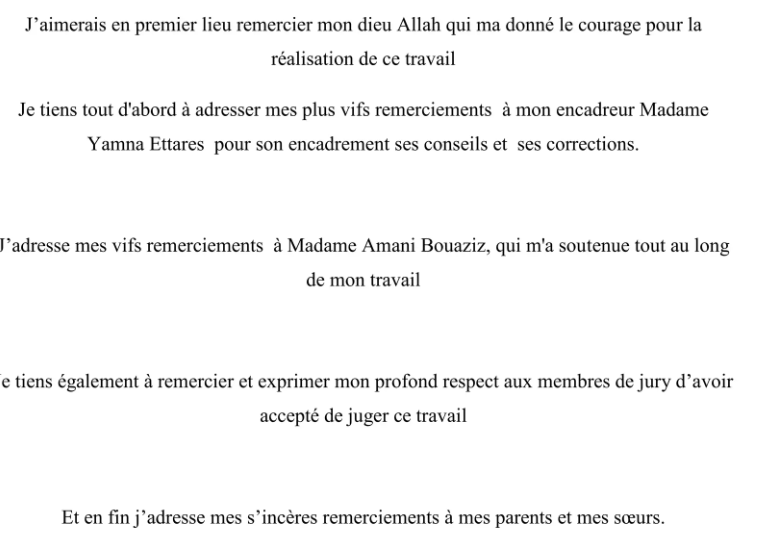 J’aimerais en premier lieu remercier mon dieu Allah qui ma donné le courage pour la
réalisation de ce travail
Je tiens tout d'abord à adresser mes plus vifs remerciements à mon encadreur Madame
Yamna Ettares pour son encadrement ses conseils et ses corrections.
J’adresse mes vifs remerciements à Madame Amani Bouaziz, qui m'a soutenue tout au long
de mon travail
Je tiens également à remercier et exprimer mon profond respect aux membres de jury d’avoir
accepté de juger ce travail
Et en fin j’adresse mes s’incères remerciements à mes parents et mes sœurs.